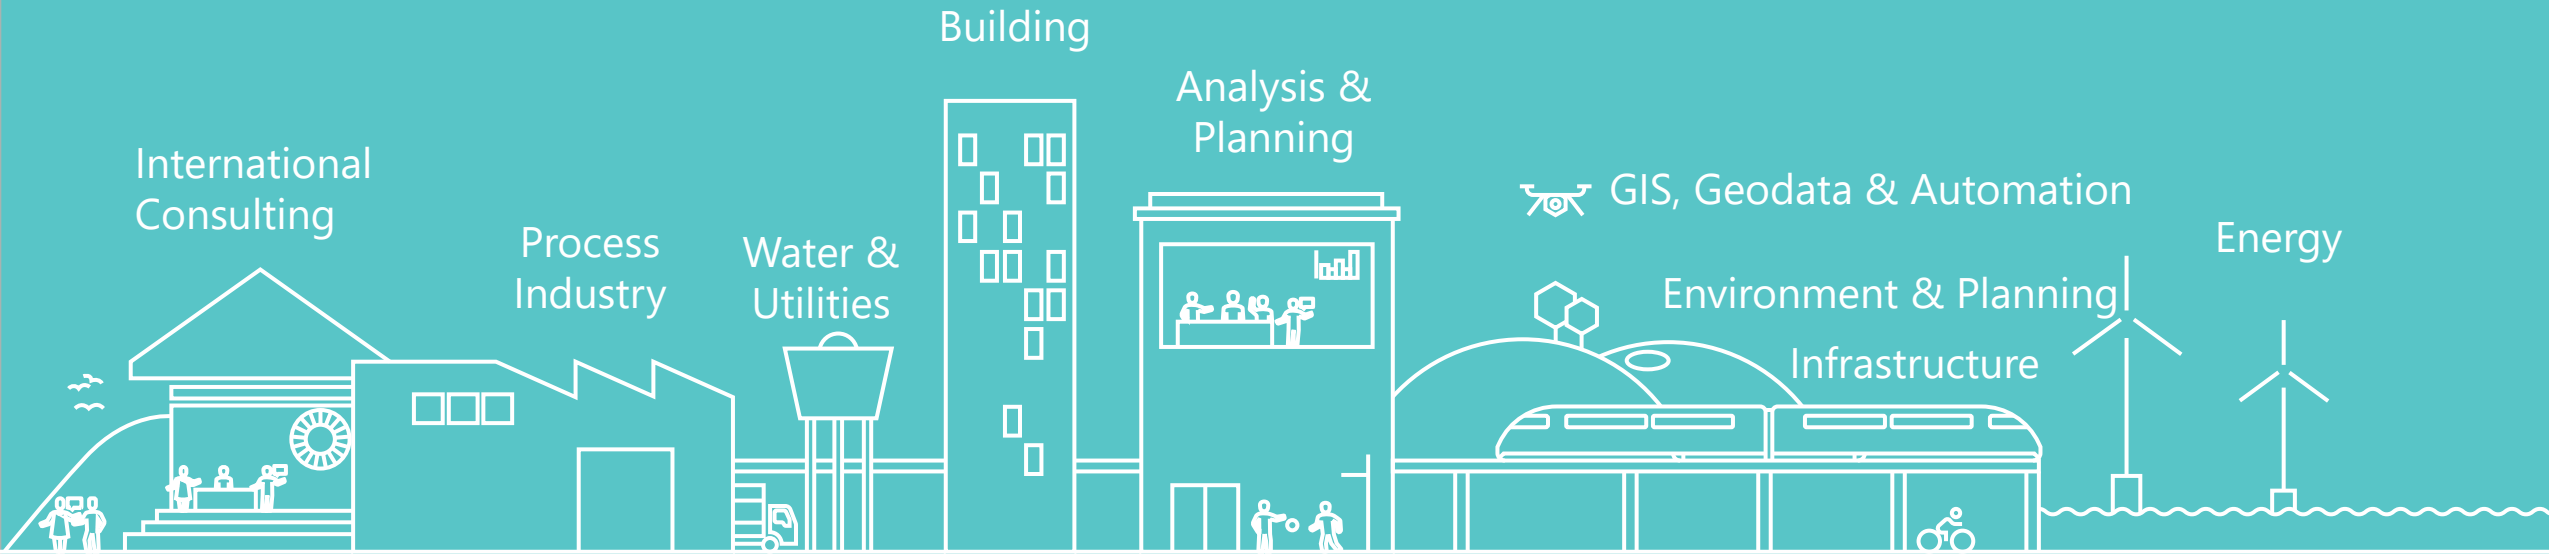 International
Consulting
Process
Industry
Water &
Utilities
Building
Analysis &
Planning
GIS, Geodata & Automation
Environment & Planning
Infrastructure
Energy